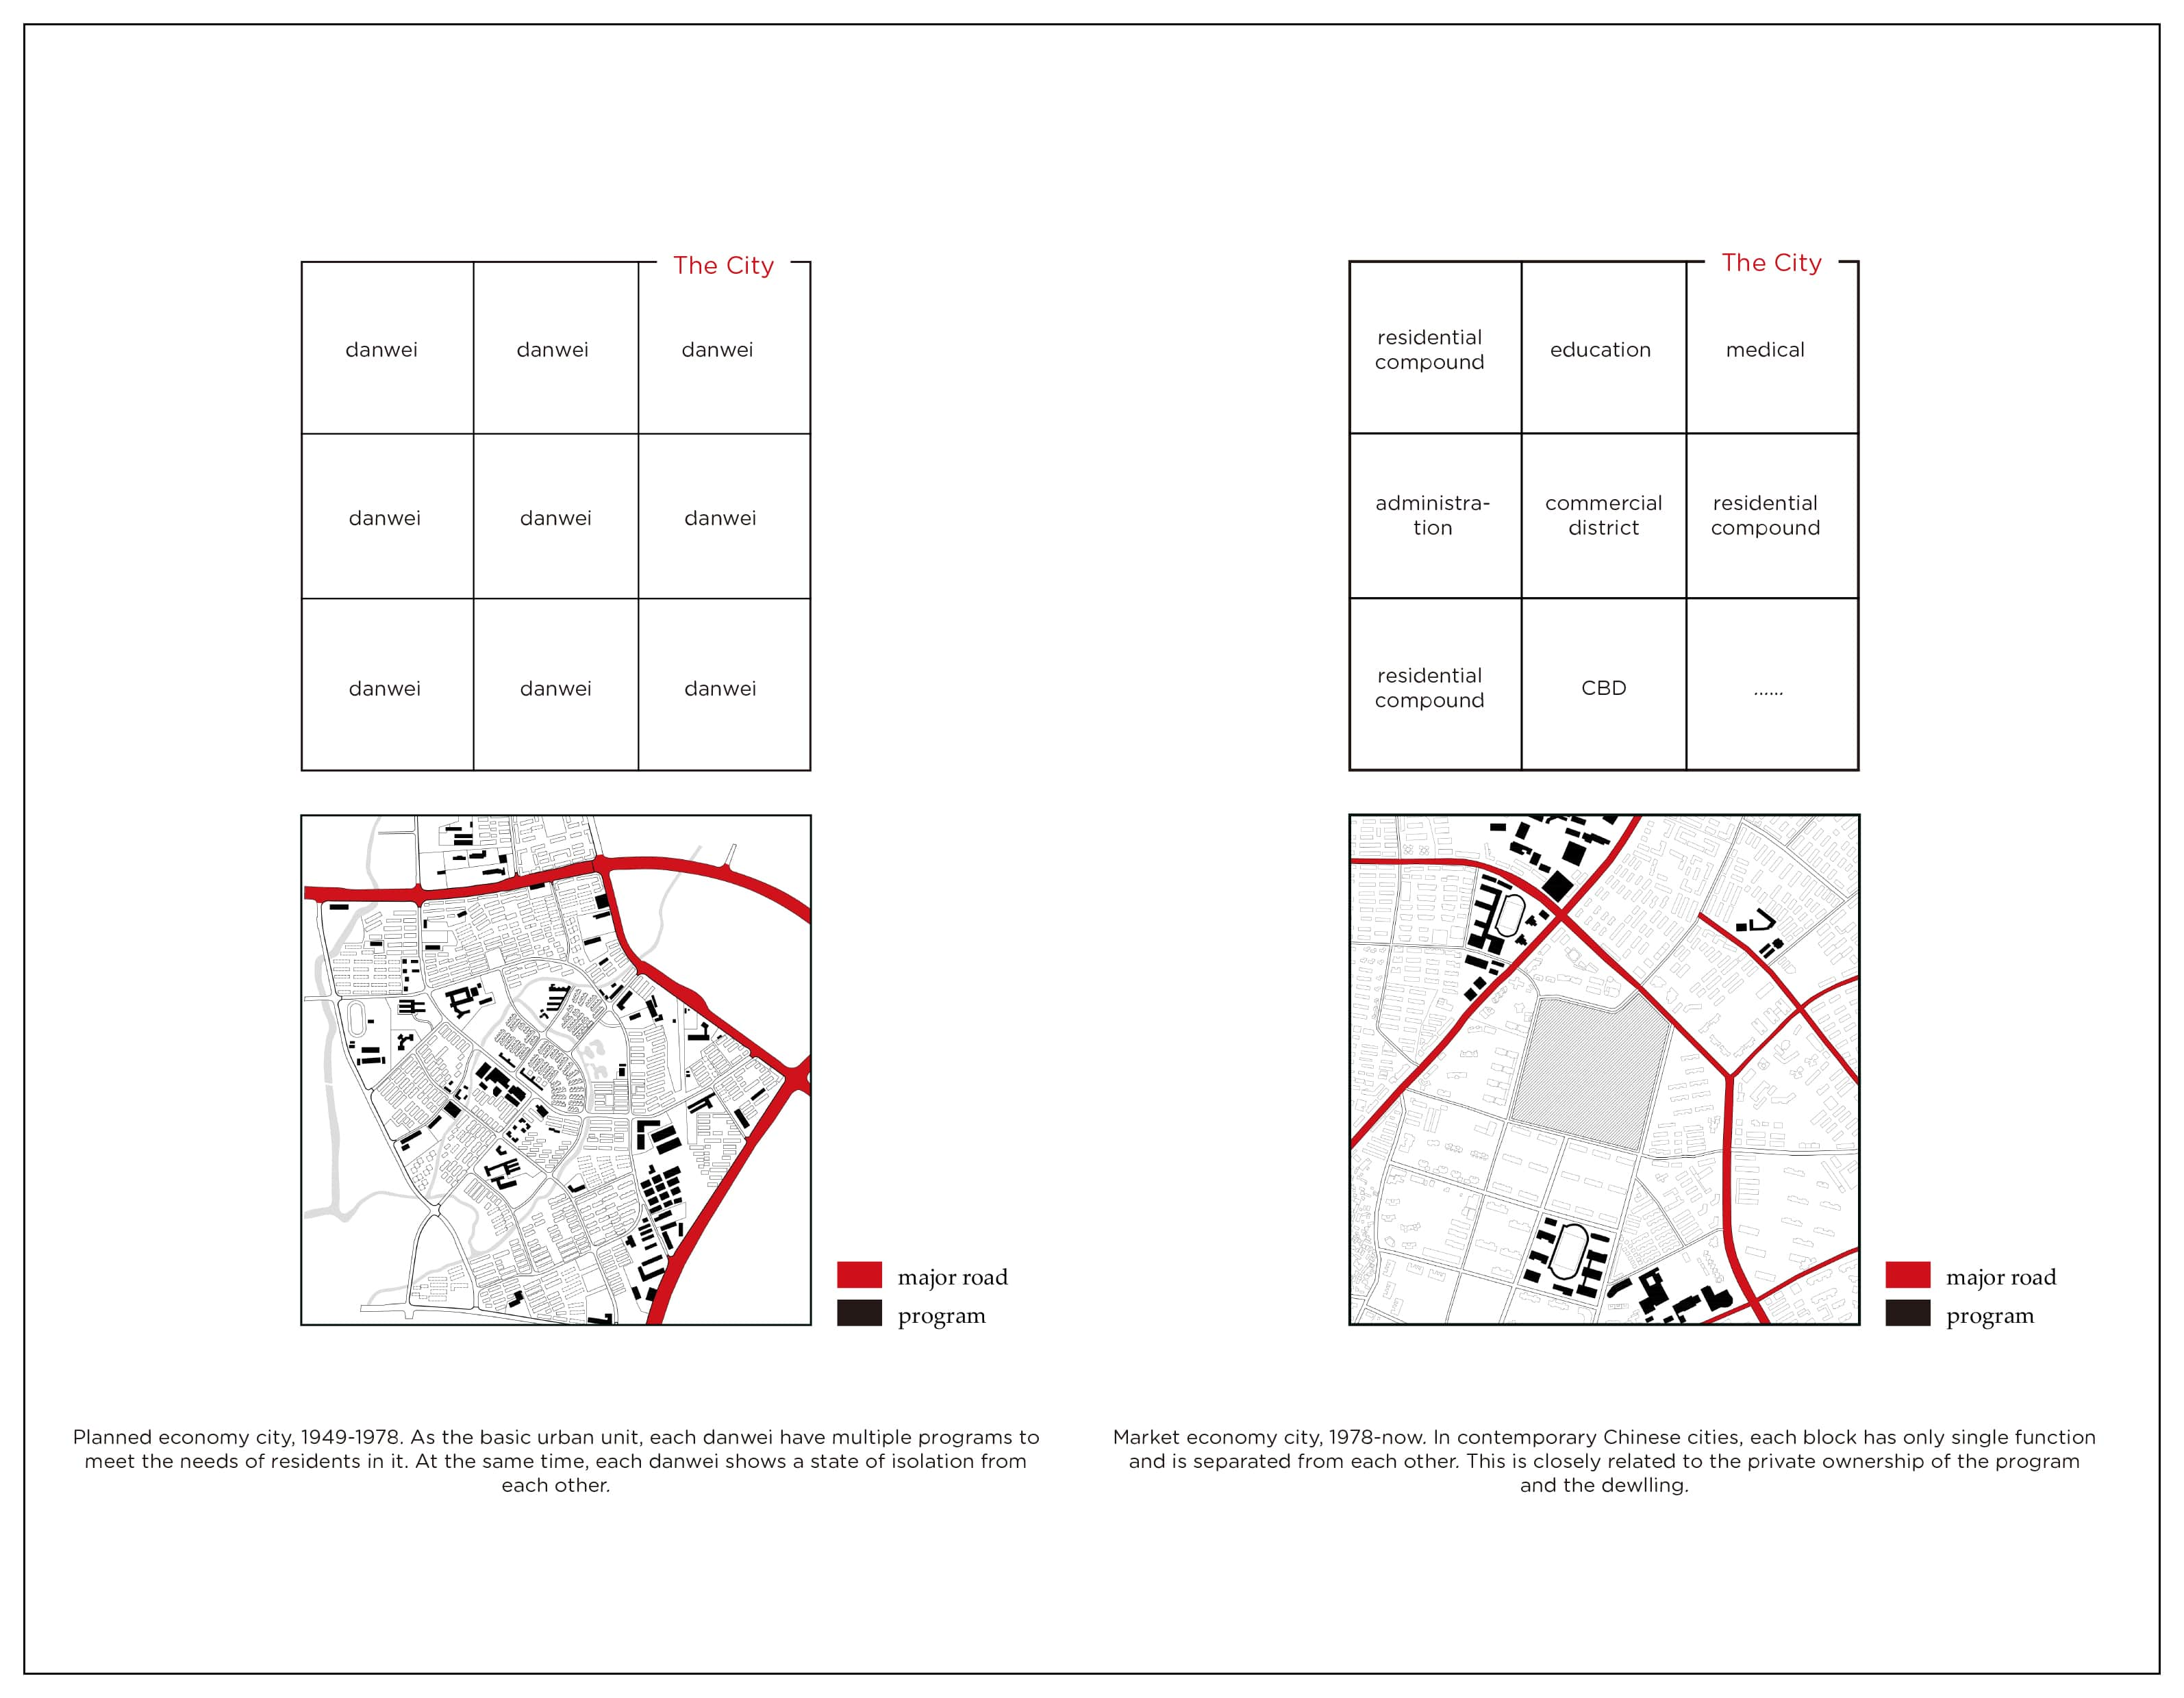 The City
danwei
danwei
danwei
danwei
danwei
danwei
danwei
danwei
danwei
major road
program
Planned economy city, 1949-1978. As the basic urban unit, each danwei have multiple programs to
meet the needs of residents in it. At the same time, each danwei shows a state of isolation from
each other.
The City
residential
compound
education
medical
administra-
tion
commercial
district
residential
compound
residential
compound
CBD
......
major road
program
Market economy city, 1978-now. In contemporary Chinese cities, each block has only single function
and is separated from each other. This is closely related to the private ownership of the program
and the dewlling.